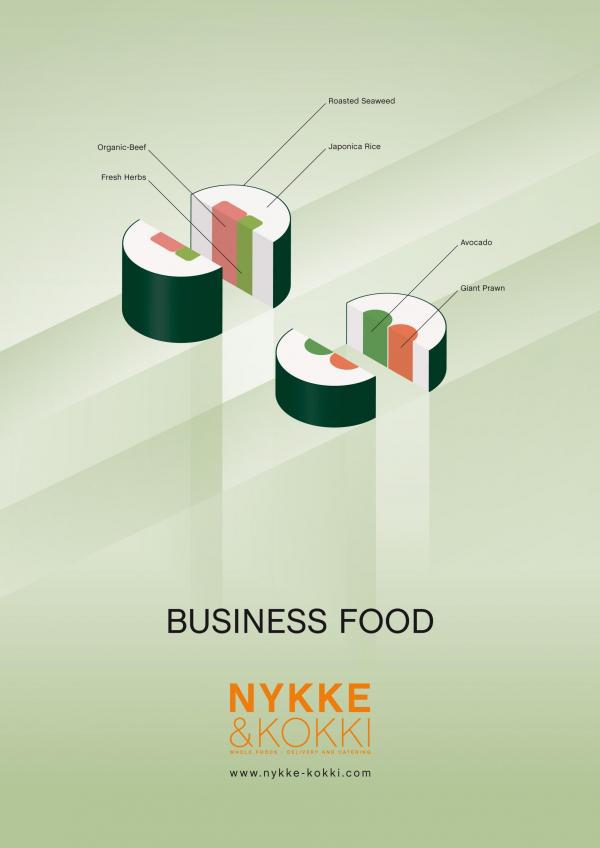 Roasted Seaweed
Organic-Beef
Japonica Rice
Fresh Herbs
Avocado
Giant Prawn
BUSINESS FOOD
NYKKE
&KOKKI
WHOLE FOODS - DELIVERY AND CATERING
www.nykke-kokki.com